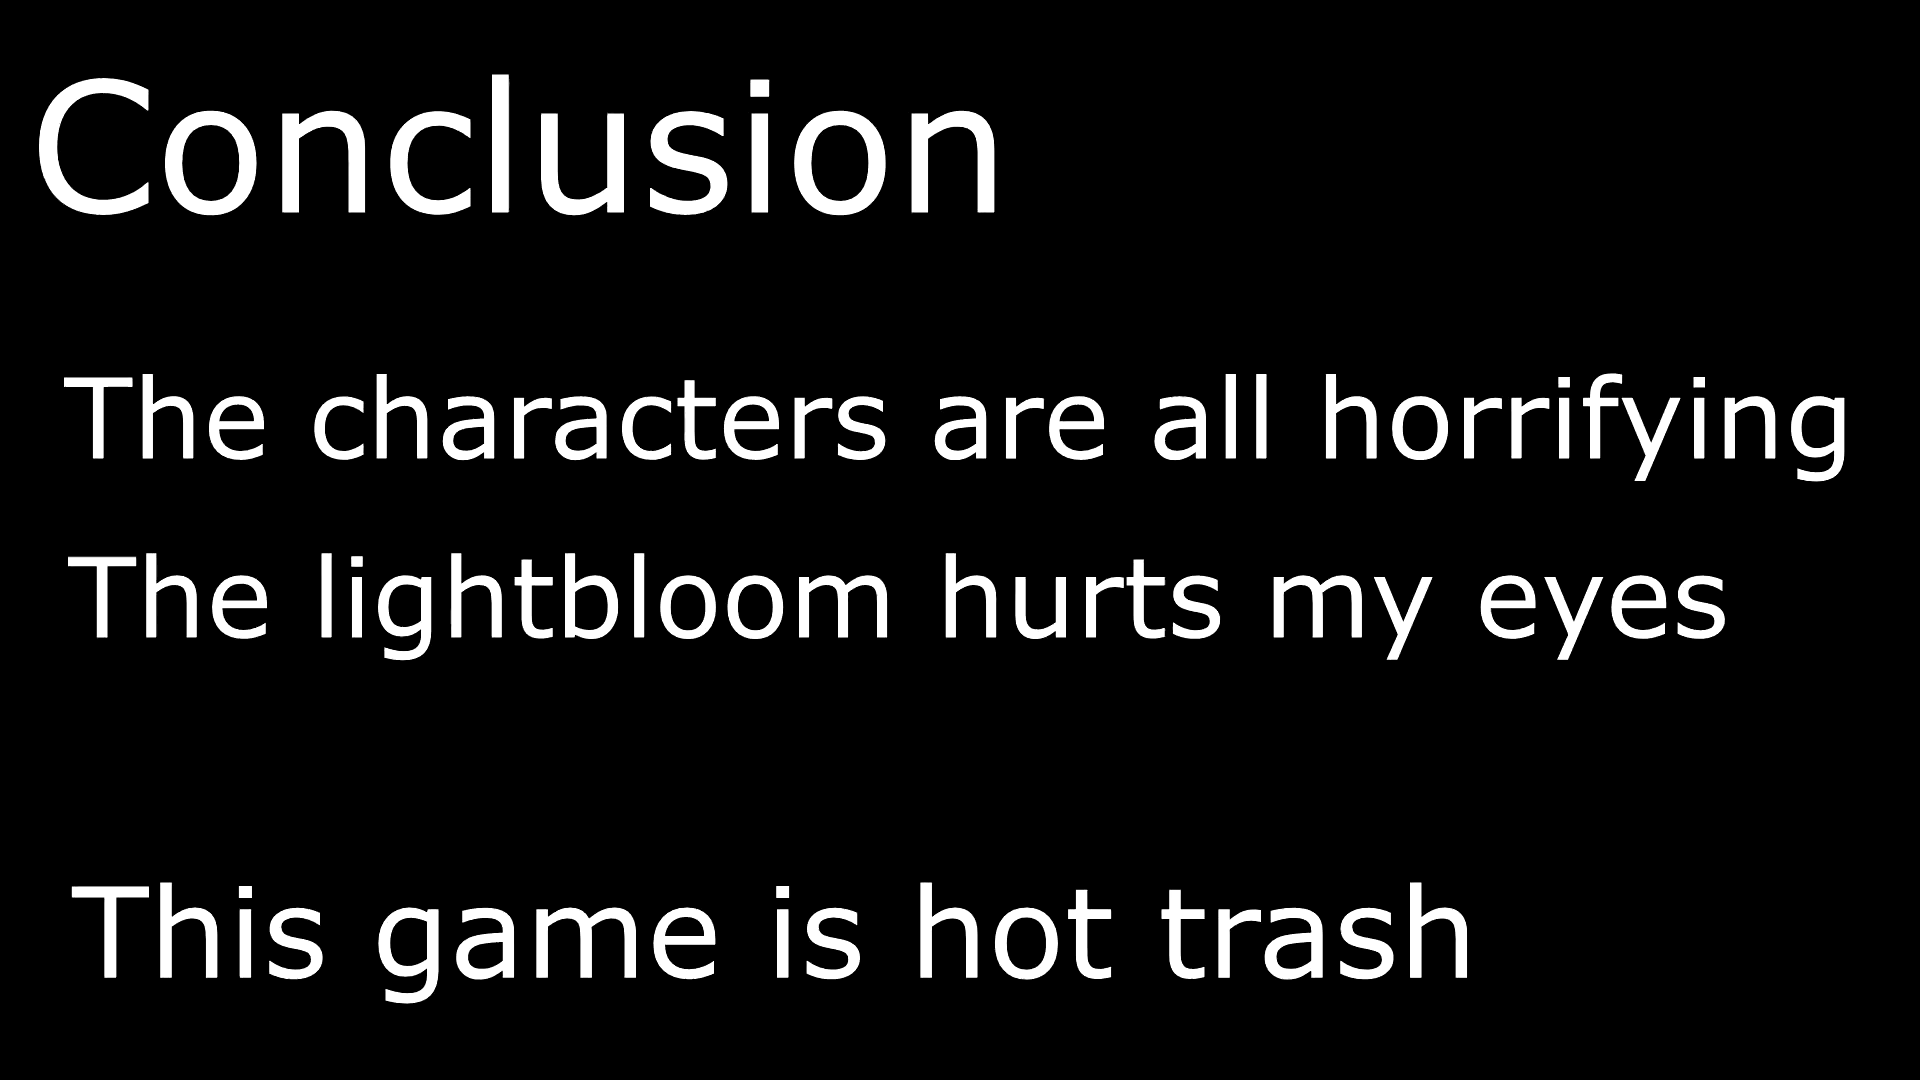 Conclusion
The characters are all horrifying
The lightbloom hurts my eyes
This game is hot trash